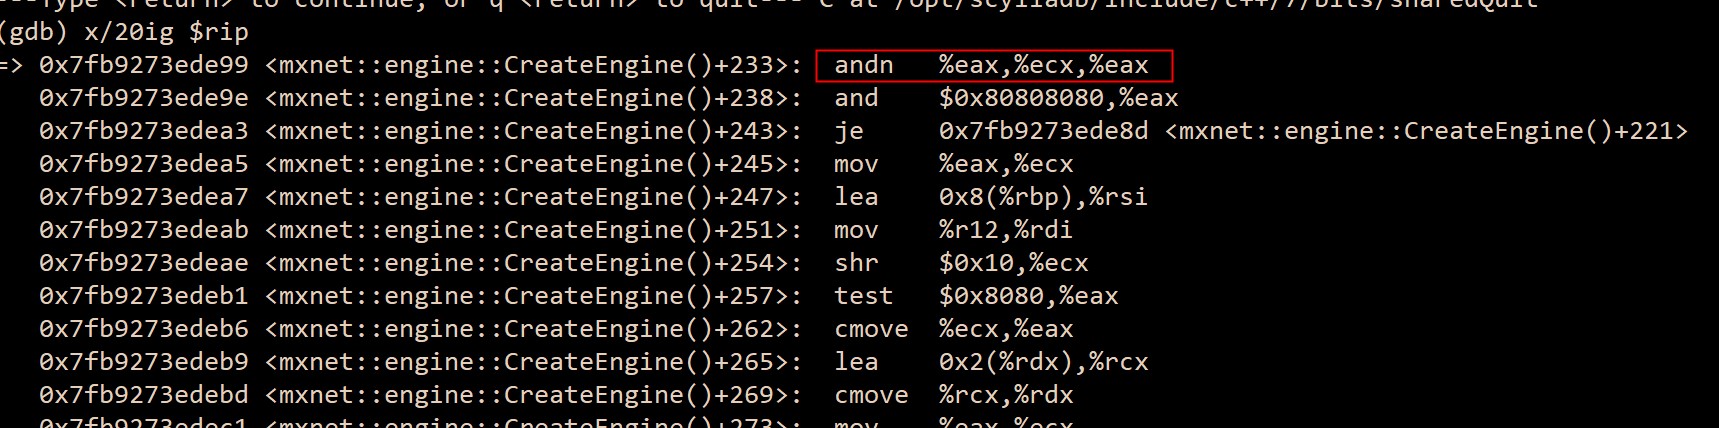 ---Type <return> to continue, or q <return> to quit--- C at /opt/scylladb/include/c++/7/bits/sharedQuit
(gdb) x/20ig $rip
=> 0x7fb9273ede99 <mxnet::engine::CreateEngine()+233>: andn %eax,%ecx,%eax
0x7fb9273ede9e <mxnet::engine::CreateEngine()+238>: and $0x80808080,%eax
0x7fb9273edea3 <mxnet::engine::CreateEngine()+243>: je 0x7fb9273ede8d <mxnet::engine::CreateEngine()+221>
0x7fb9273edea5 <mxnet::engine::CreateEngine()+245>: mov %eax,%ecx
0x7fb9273edea7 <mxnet::engine::CreateEngine()+247>: lea 0x8(%rbp),%rsi
0x7fb9273edeab <mxnet::engine::CreateEngine()+251>: mov %r12,%rdi
0x7fb9273edeae <mxnet::engine::CreateEngine()+254>: shr $0x10,%ecx
0x7fb9273edeb1 <mxnet::engine::CreateEngine()+257>: test $0x8080,%eax
0x7fb9273edeb6 <mxnet::engine::CreateEngine()+262>: cmove %ecx,%eax
0x7fb9273edeb9 <mxnet::engine::CreateEngine()+265>: lea 0x2(%rdx),%rcx
0x7fb9273edebd <mxnet::engine::CreateEngine()+269>: cmove %rcx,%rdx
0x7fb9273edec1 <mxnet::engine::CreateEngine()+273>: mov %eax,%ecx